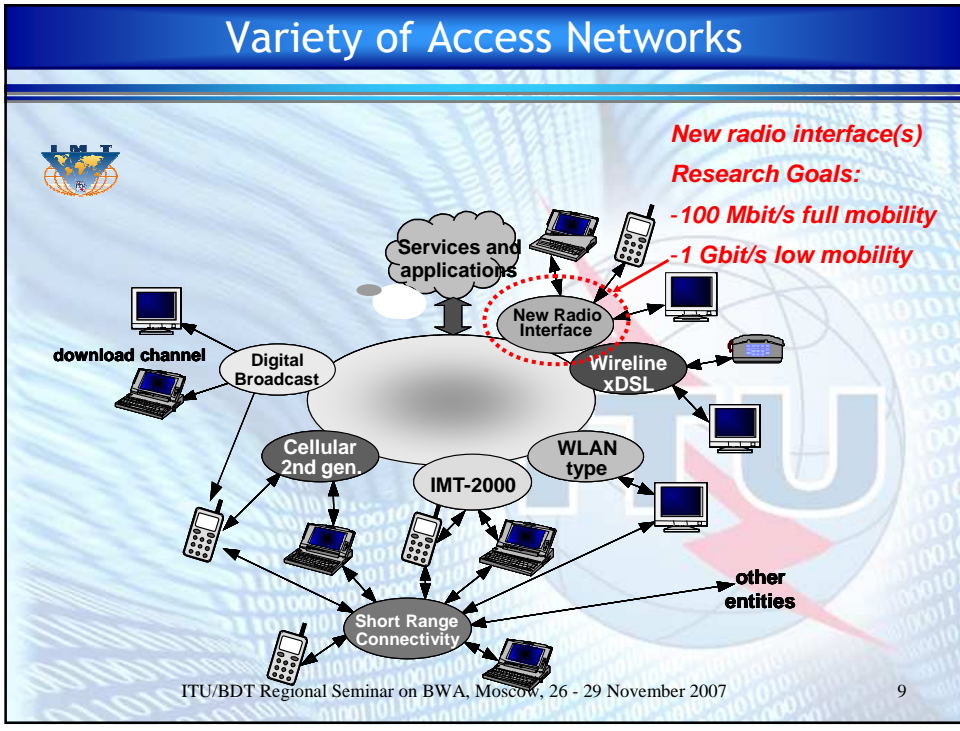 Variety of Access Networks
IMT
New radio interface(s)
Research Goals:
-100 Mbit/s full mobility
-1 Gbit/s low mobility
Services and
applications
New Radio
Interface
download channel
Digital
Broadcast
Wireline
xDSL
Cellular
2nd gen.
IMT-2000
WLAN
type
other
entities
Short Range
Connectivity
ITU
ITU/BDT Regional Seminar on BWA, Moscow, 26 - 29 November 2007
9